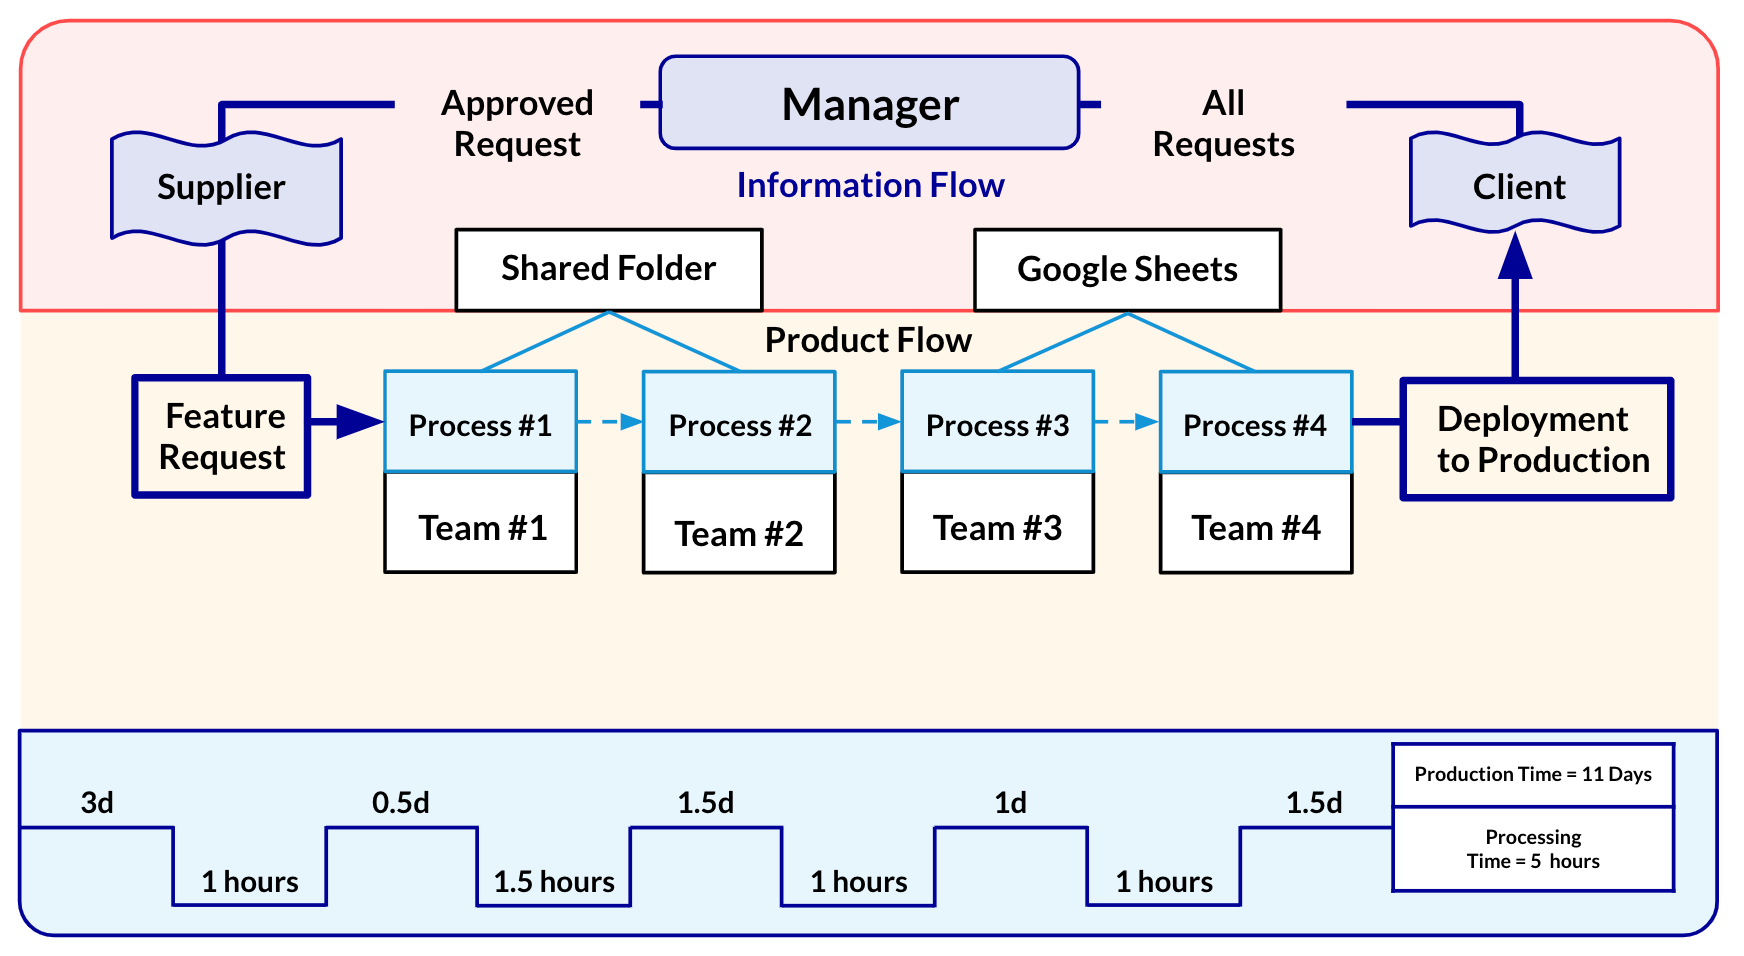 Approved
Request
Manager
All
Requests
Supplier
Information Flow
Client
Shared Folder
Google Sheets
Product Flow
Feature
Request
Process #1
Process #2
Process #3
Process #4
Deployment
to Production
Team #1
Team #2
Team #3
Team #4
3d
0.5d
1.5d
1d
1.5d
1 hours
1.5 hours
1 hours
1 hours
Production Time = 11 Days
Processing
Time = 5 hours